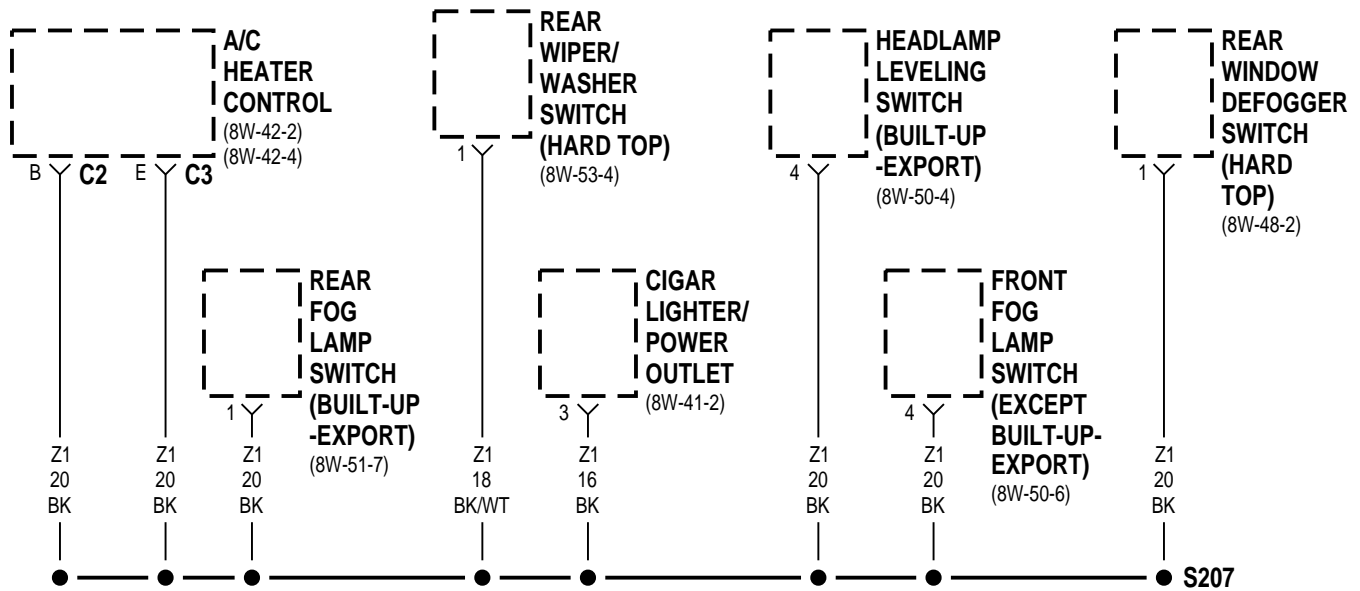 A/C
HEATER
CONTROL
(8W-42-2)
(8W-42-4)
B
C2
E
C3
REAR
WIPER/
WASHER
SWITCH
(HARD TOP)
(8W-53-4)
1
HEADLAMP
LEVELING
SWITCH
(BUILT-UP
-EXPORT)
(8W-50-4)
4
REAR
WINDOW
DEFOGGER
SWITCH
(HARD
TOP)
(8W-48-2)
1
REAR
FOG
LAMP
SWITCH
(BUILT-UP
-EXPORT)
(8W-51-7)
1
CIGAR
LIGHTER/
POWER
OUTLET
(8W-41-2)
3
FRONT
FOG
LAMP
SWITCH
(EXCEPT
BUILT-UP-
EXPORT)
(8W-50-6)
4
Z1
20
BK
Z1
20
BK
Z1
20
BK
Z1
18
BK/WT
Z1
16
BK
Z1
20
BK
Z1
20
BK
Z1
20
BK
S207